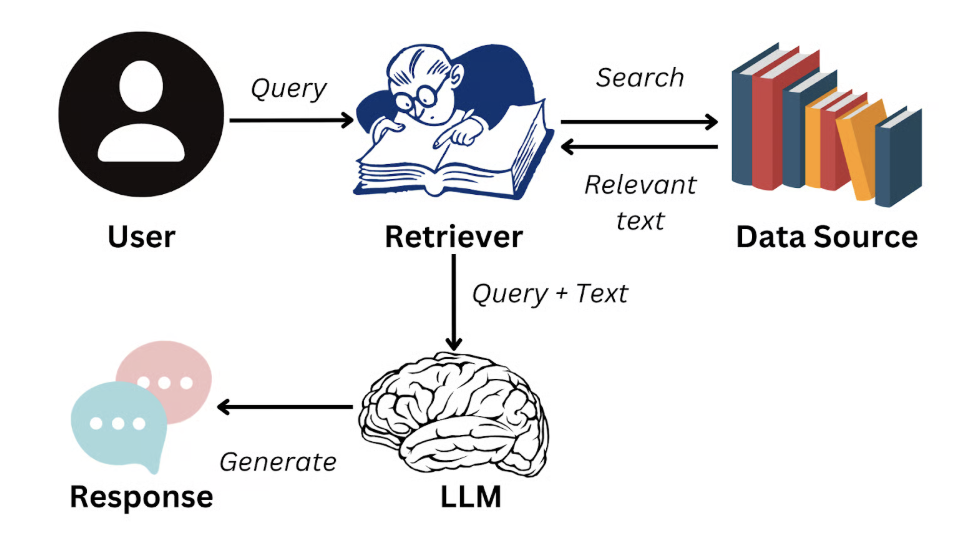 Query
Search
Relevant
text
User
Retriever
Data Source
Query + Text
Generate
Response
LLM